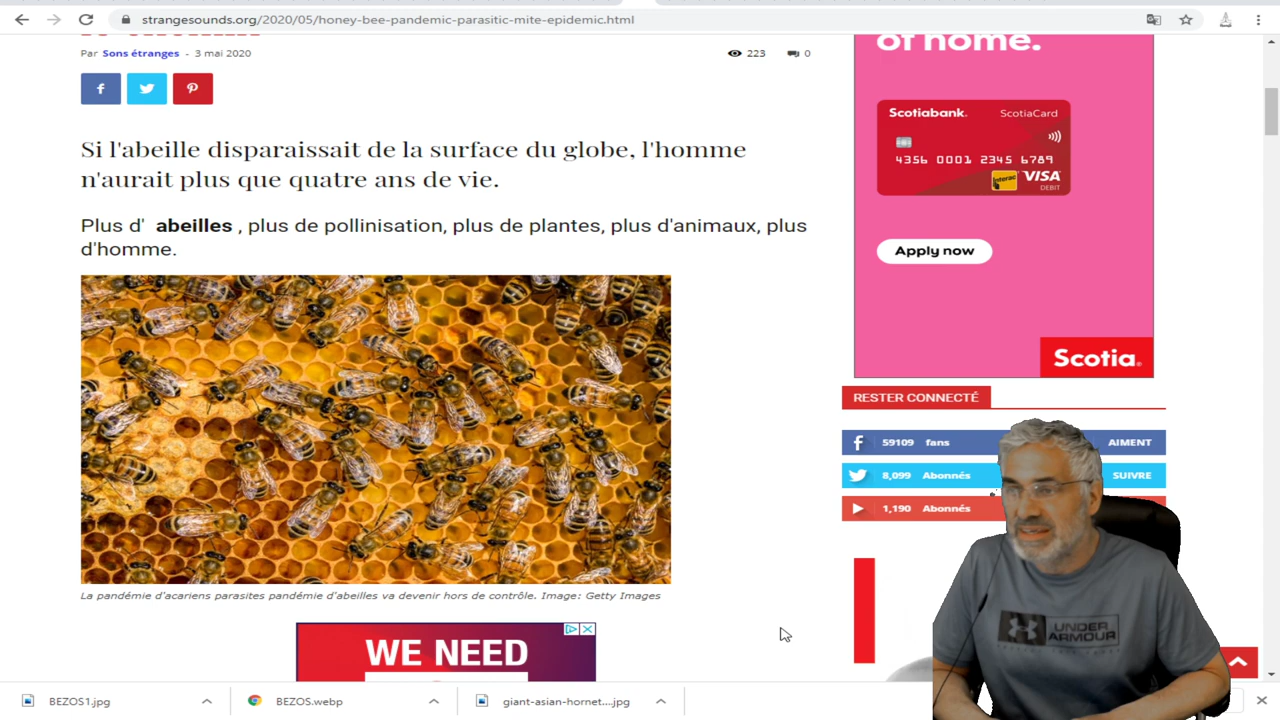 strangesounds.org/2020/05/honey-bee-pandemic-parasitic-mite-epidemic.html
Par Sons étranges - 3 mai 2020
223
0
Si l'abeille disparaissait de la surface du globe, l'homme
n'aurait plus que quatre ans de vie.
Plus d' abeilles , plus de pollinisation, plus de plantes, plus d'animaux, plus
d'homme.
La pandémie d'acariens parasites pandémie d'abeilles va devenir hors de contrôle. Image: Getty Images
WE NEED
of home.
Scotiabank. ScotiaCard
4356 0001 2345 6789
Interac VISA
DEBIT
Apply now
Scotia
RESTER CONNECTÉ
59109 fans AIMENT
8,099 Abonnés SUIVRE
1,190 Abonnés
UNDER
ARMOUR
BEZOS1.jpg
BEZOS.webp
giant-asian-hornet....jpg